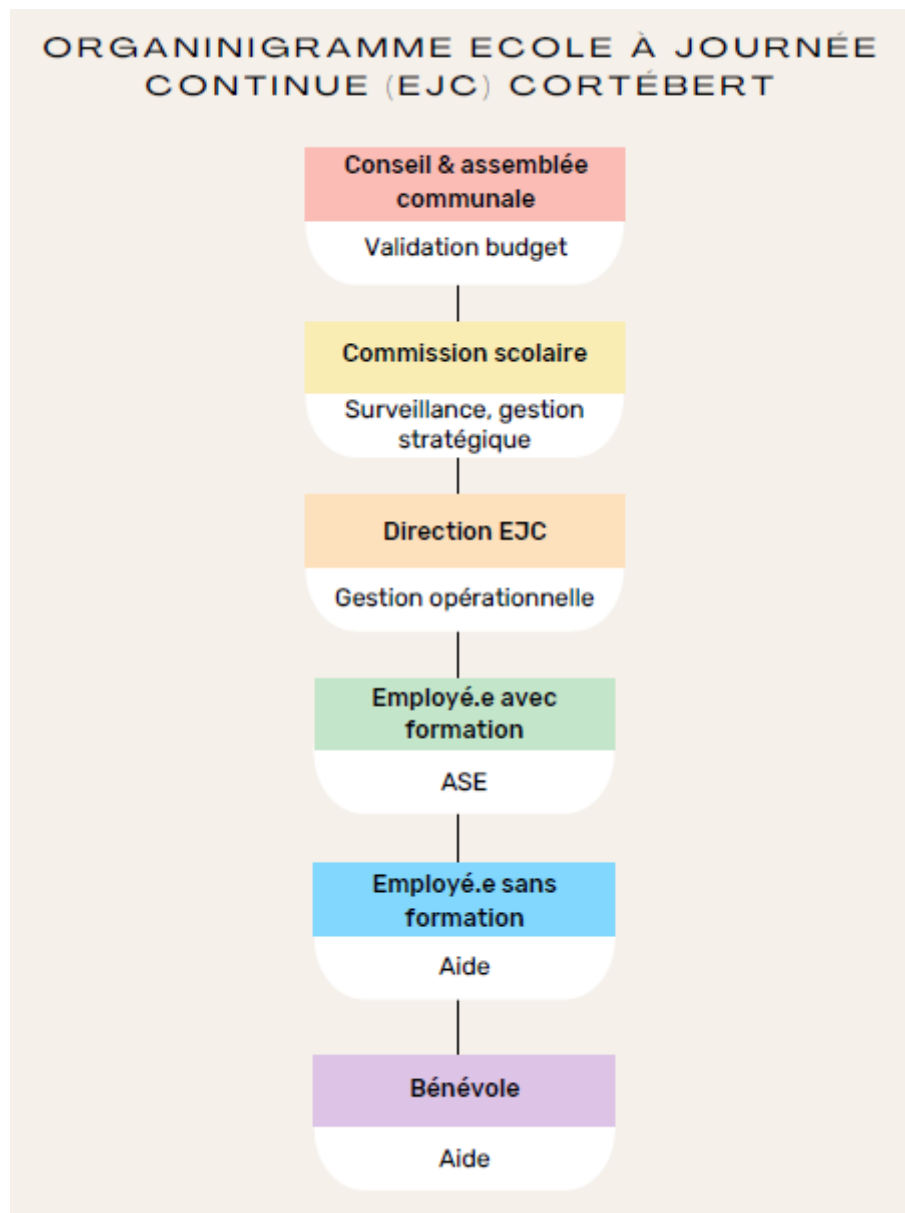 ORGANINIGRAMME ECOLE À JOURNÉE
CONTINUE (EJC) CORTÉBERT
Conseil & assemblée
communale
Validation budget
Commission scolaire
Surveillance, gestion
stratégique
Direction EJC
Gestion opérationnelle
Employé.e avec
formation
ASE
Employé.e sans
formation
Aide
Bénévole
Aide